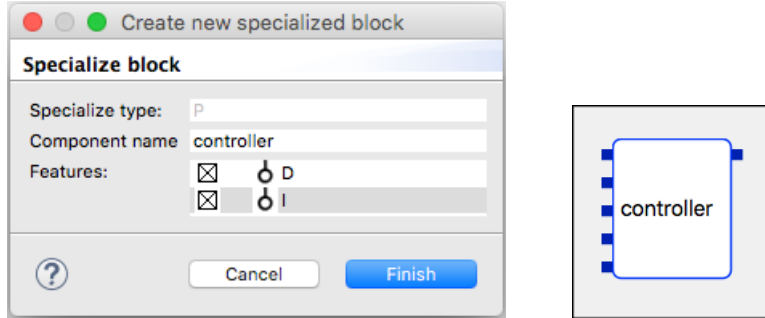 Create new specialized block
Specialize block
Specialize type: P
Component name controller
Features: D
I
? Cancel Finish
controller